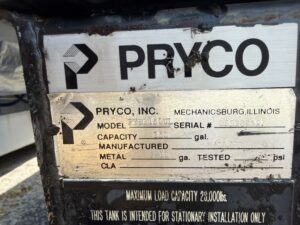 PRYCO
PRYCO, INC. MECHANICSBURG, ILLINOIS
MODEL SERIAL #
CAPACITY gal.
MANUFACTURED
METAL ga. TESTED psi
CLA
MAXIMUM LOAD CAPACITY 20,000lbs.
THIS TANK IS INTENDED FOR STATIONARY INSTALLATION ONLY